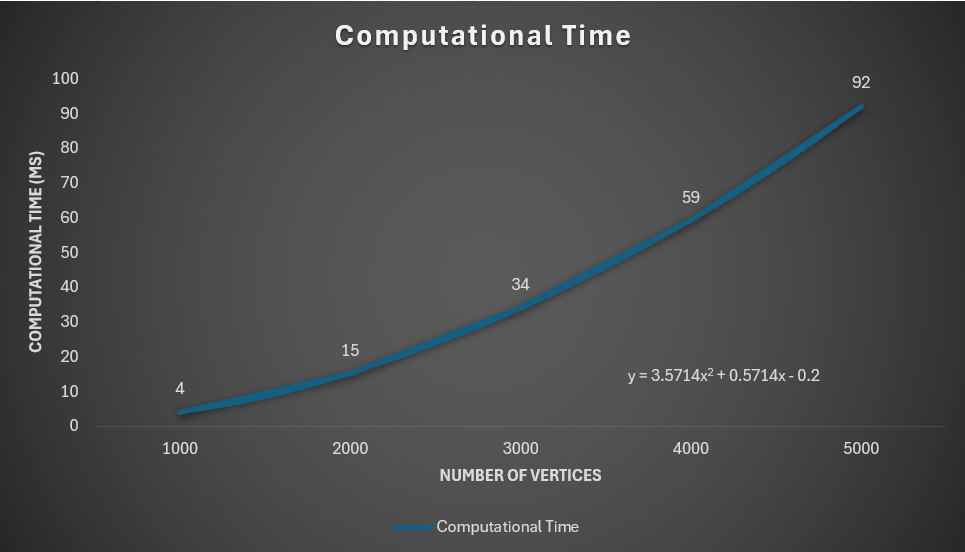 Computational Time
100
90
80
70
60
50
40
30
20
10
0
COMPUTATIONAL TIME (MS)
4
15
34
59
92
y = 3.5714x² + 0.5714x - 0.2
1000 2000 3000 4000 5000
NUMBER OF VERTICES
Computational Time